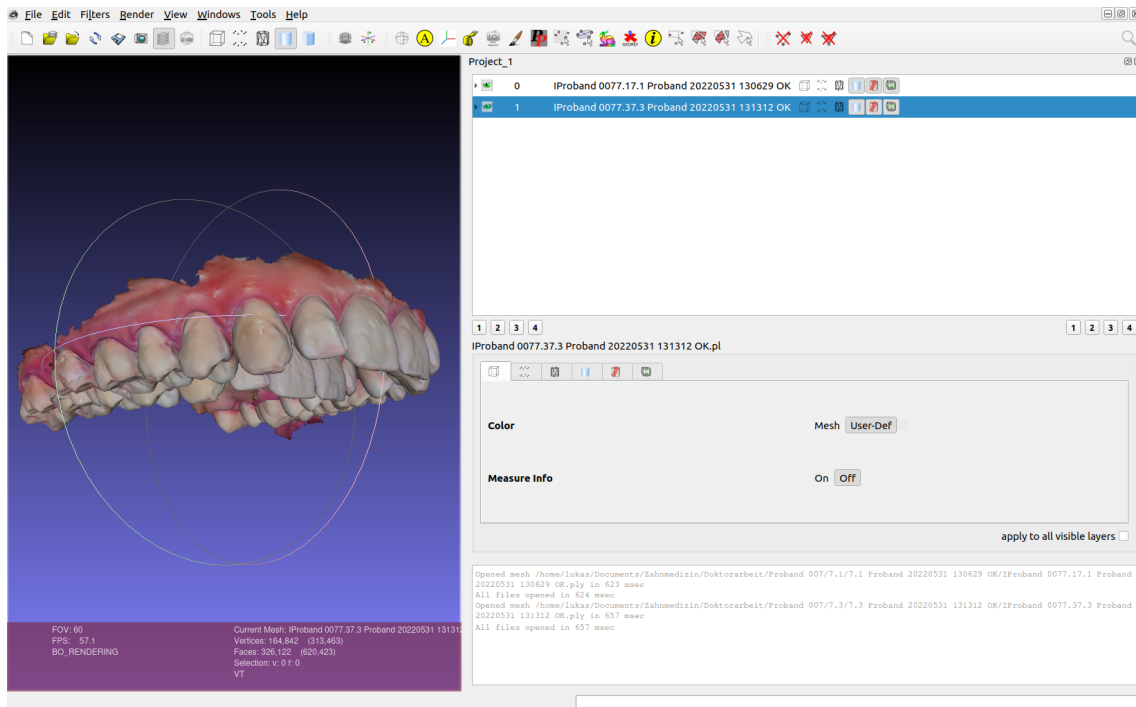 File Edit Filters Render View Windows Tools Help
Project_1
0 IProband 0077.17.1 Proband 20220531 130629 OK
1 IProband 0077.37.3 Proband 20220531 131312 OK
1 2 3 4 1 2 3 4
IProband 0077.37.3 Proband 20220531 131312 OK.pl
Color Mesh User-Def
Measure Info On Off
apply to all visible layers
Opened mesh /home/lukas/Documents/Zahnmedizin/Doktorarbeit/Proband 007/7.1/7.1 Proband 20220531 130629 OK/IProband 0077.17.1 Proband
20220531 130629 OK.ply in 623 msec
All files opened in 624 msec
Opened mesh /home/lukas/Documents/Zahnmedizin/Doktorarbeit/Proband 007/7.3/7.3 Proband 20220531 131312 OK/IProband 0077.37.3 Proband
20220531 131312 OK.ply in 657 msec
All files opened in 657 msec
FOV: 60
FPS: 57.1
BO_RENDERING
Current Mesh: IProband 0077.37.3 Proband 20220531 13131
Vertices: 164,842 (313,463)
Faces: 326,122 (620,423)
Selection: v: 0 f: 0
VT